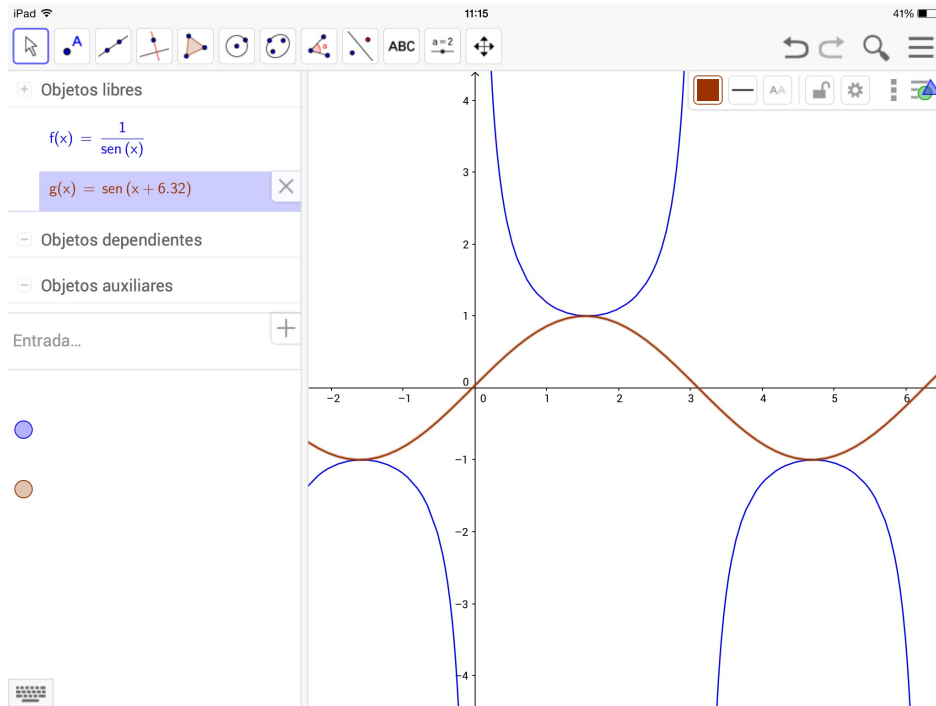 iPad 11:15 41%
A ABC a=2
Objetos libres
f(x) = 1 / sen (x)
g(x) = sen (x + 6.32)
Objetos dependientes
Objetos auxiliares
Entrada...
AA
4
3
2
1
0
−2 −1 0 1 2 3 4 5 6
−1
−2
−3
−4